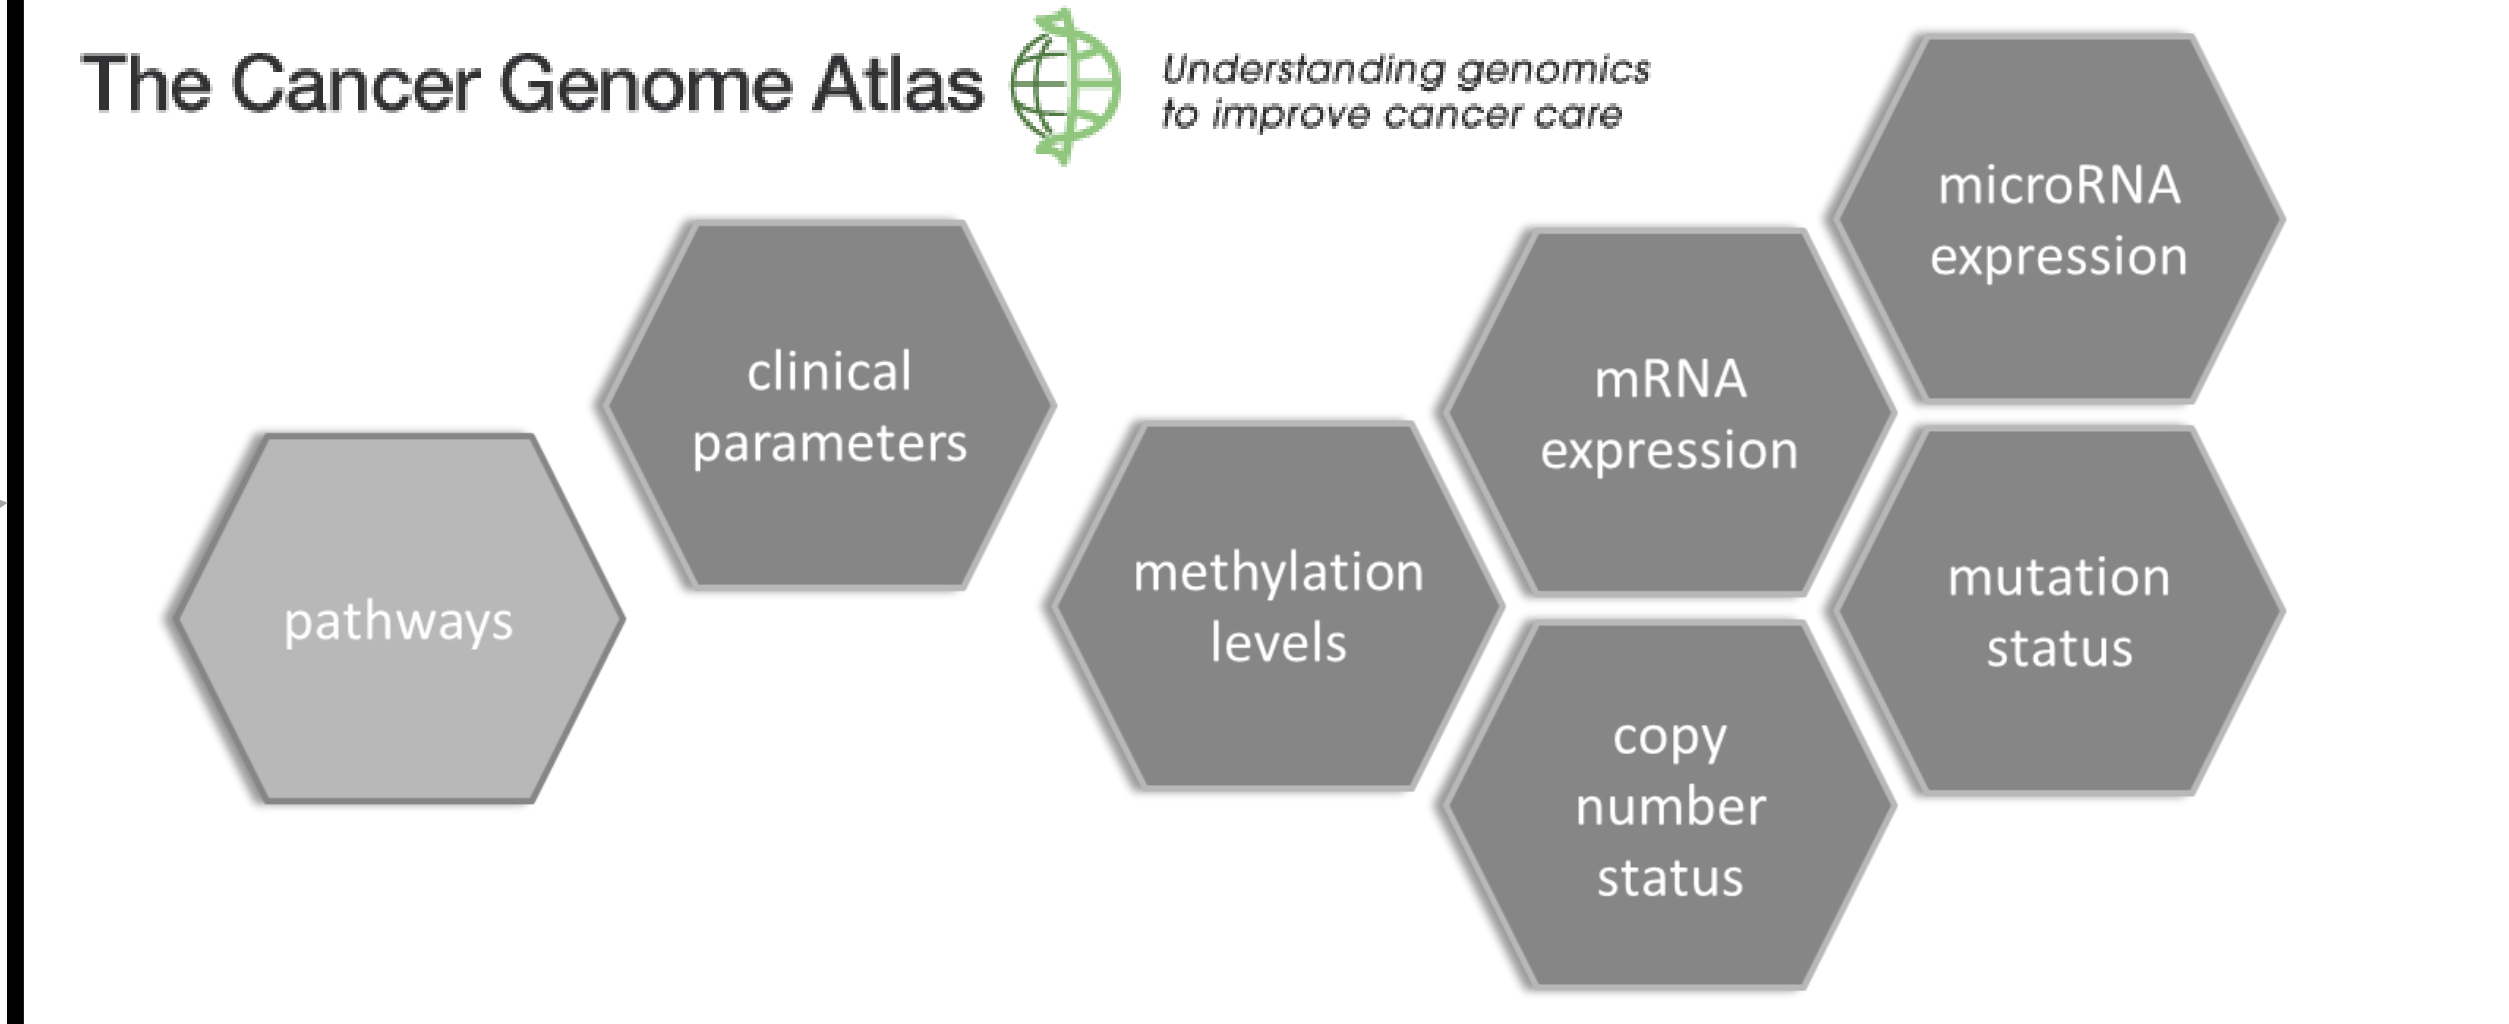 The Cancer Genome Atlas
Understanding genomics
to improve cancer care
microRNA
expression
clinical
parameters
mRNA
expression
pathways
methylation
levels
mutation
status
copy
number
status